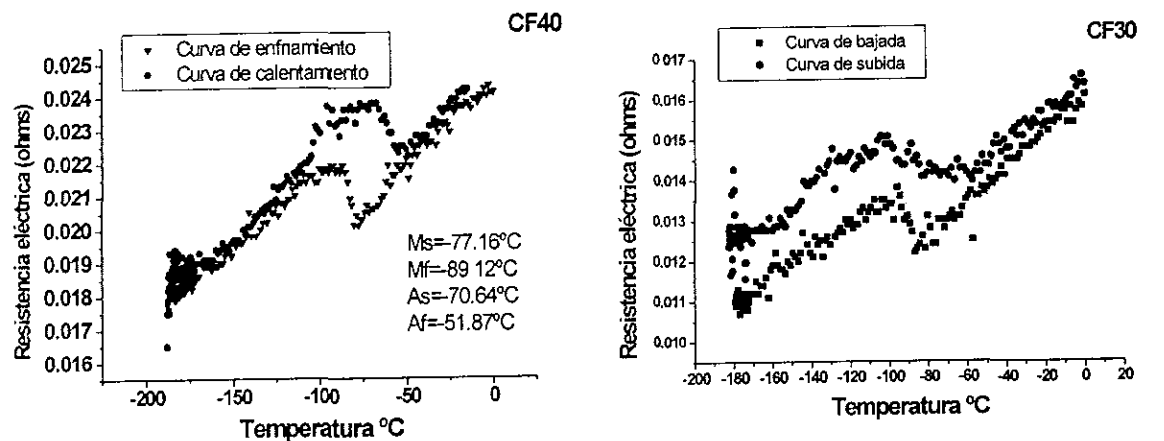 CF40
Curva de enfriamiento
Curva de calentamiento
0.025
0.024
0.023
0.022
0.021
0.020
0.019
0.018
0.017
0.016
Resistencia eléctrica (ohms)
Ms=-77.16ºC
Mf=-89.12ºC
As=-70.64ºC
Af=-51.87ºC
-200
-150
-100
-50
0
Temperatura ºC
CF30
Curva de bajada
Curva de subida
0.017
0.016
0.015
0.014
0.013
0.012
0.011
0.010
Resistencia eléctrica (ohms)
-200
-180
-160
-140
-120
-100
-80
-60
-40
-20
0
20
Temperatura ºC